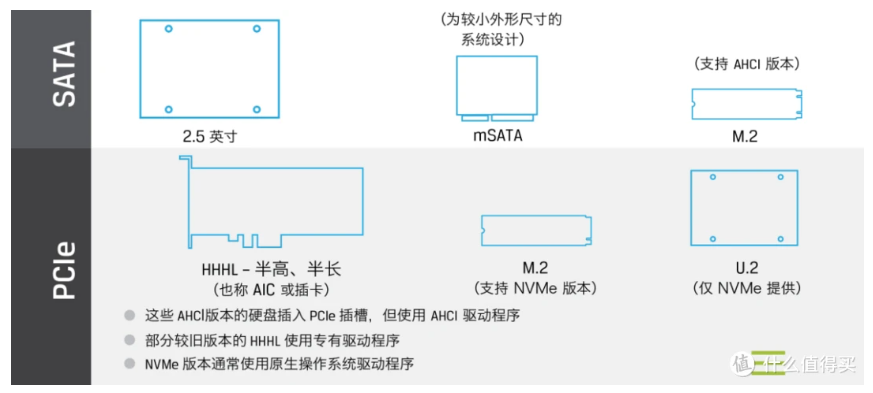 SATA
（为较小外形尺寸的
系统设计）
（支持 AHCI 版本）
2.5 英寸
mSATA
M.2
PCIe
HHHL – 半高、半长
（也称 AIC 或插卡）
M.2
（支持 NVMe 版本）
U.2
（仅 NVMe 提供）
这些 AHCI版本的硬盘插入 PCIe 插槽，但使用 AHCI 驱动程序
部分较旧版本的 HHHL 使用专有驱动程序
NVMe 版本通常使用原生操作系统驱动程序
值 什么值得买